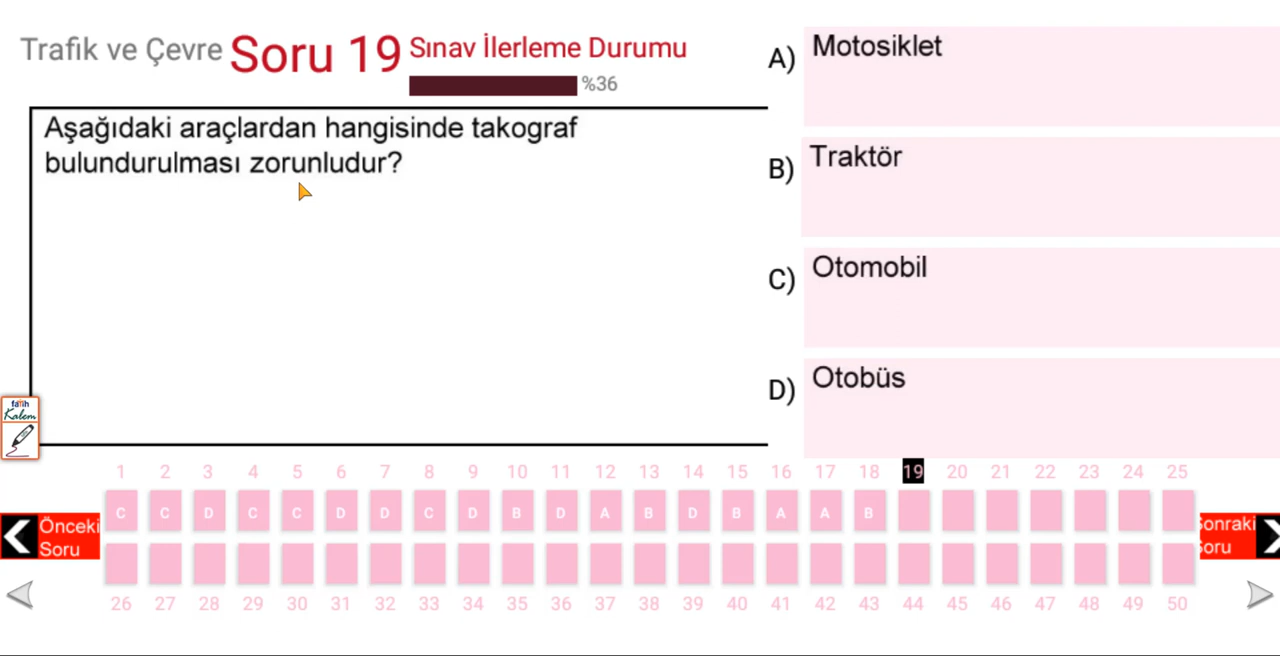 Trafik ve Çevre Soru 19 Sınav İlerleme Durumu
%36
Aşağıdaki araçlardan hangisinde takograf
bulundurulması zorunludur?
A) Motosiklet
B) Traktör
C) Otomobil
D) Otobüs
fatih
Kalem
1 2 3 4 5 6 7 8 9 10 11 12 13 14 15 16 17 18 19 20 21 22 23 24 25
C C D C C D D C D B D A B D B A A B
Önceki
Soru
Sonraki
Soru
26 27 28 29 30 31 32 33 34 35 36 37 38 39 40 41 42 43 44 45 46 47 48 49 50